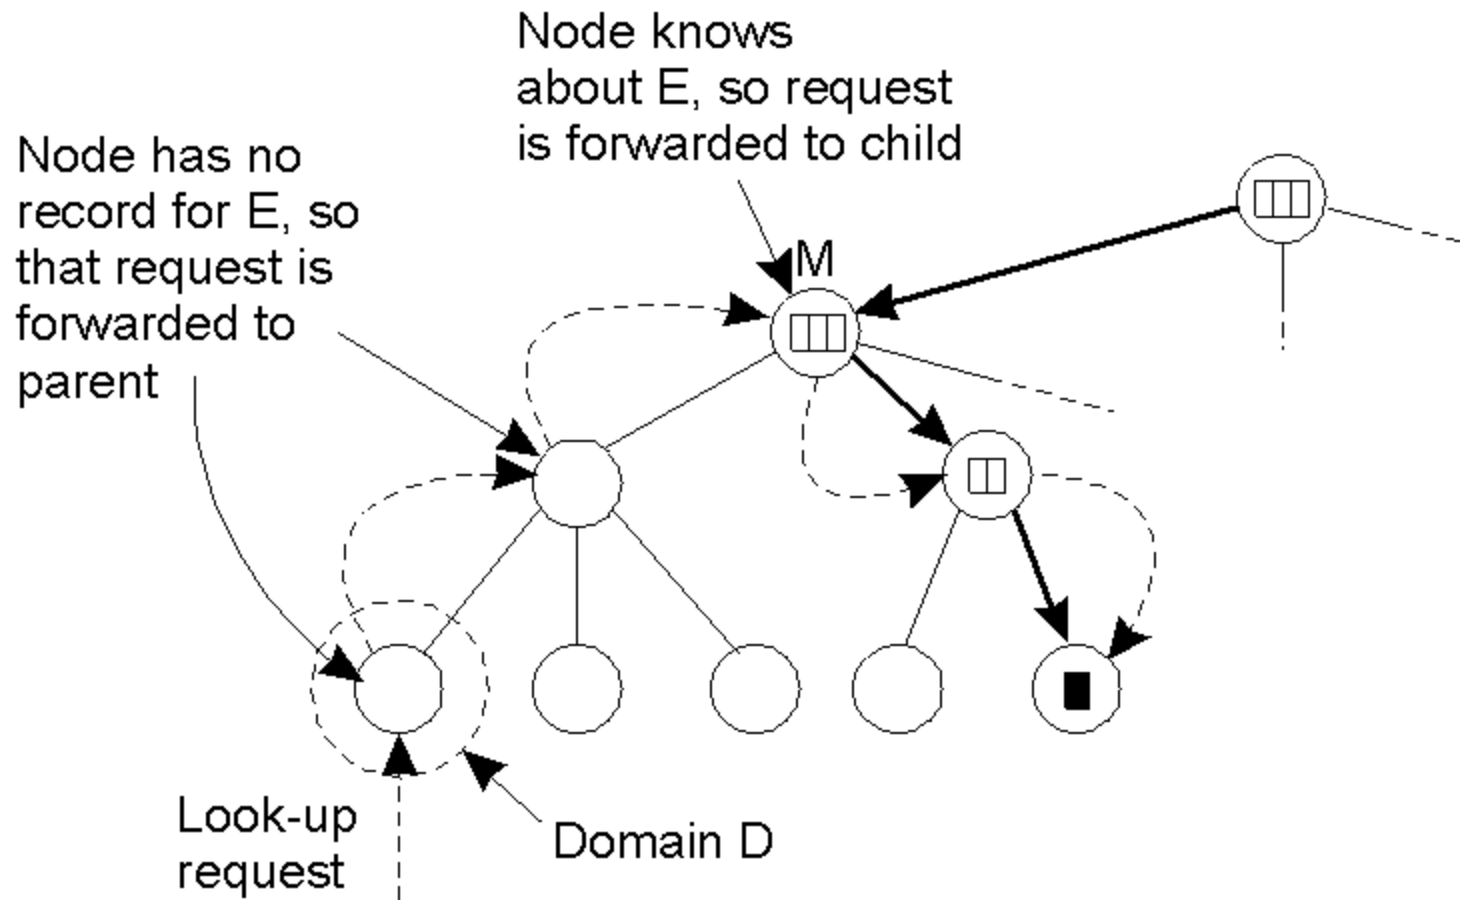 Node knows
about E, so request
is forwarded to child
Node has no
record for E, so
that request is
forwarded to
parent
M
Look-up
request
Domain D